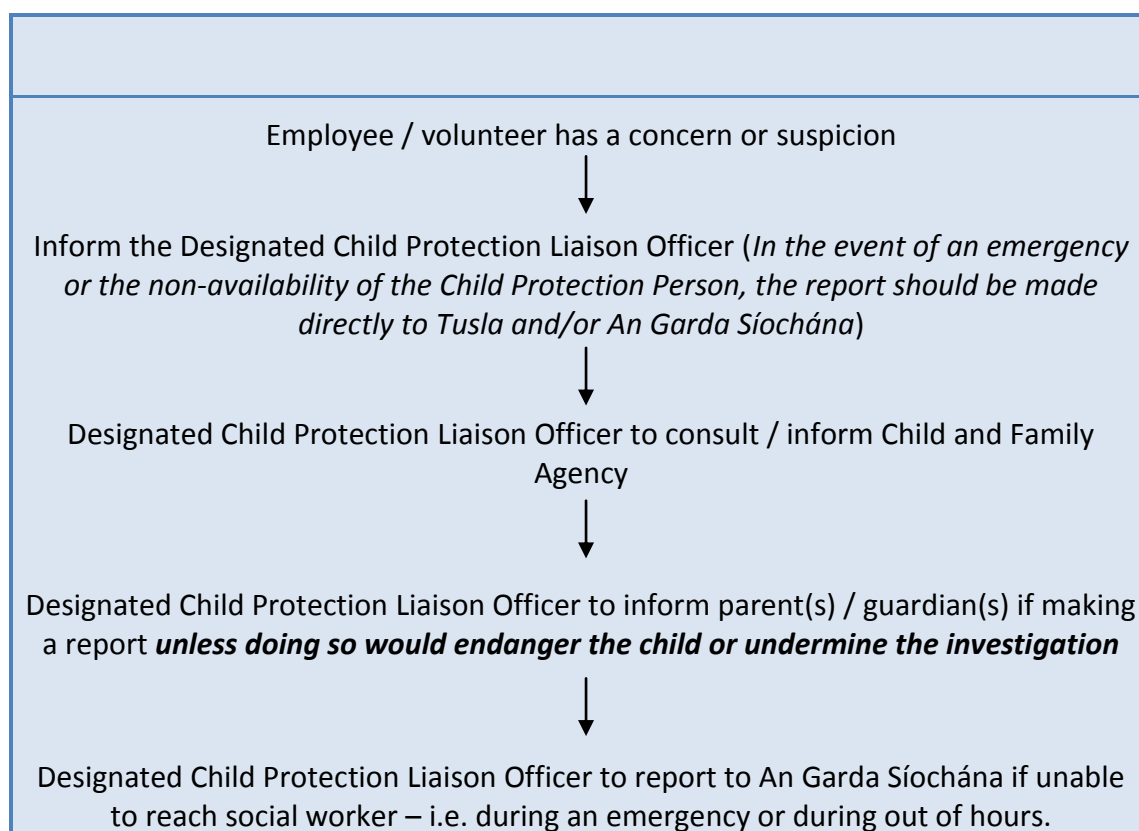 Employee / volunteer has a concern or suspicion
Inform the Designated Child Protection Liaison Officer (In the event of an emergency
or the non-availability of the Child Protection Person, the report should be made
directly to Tusla and/or An Garda Síochána)
Designated Child Protection Liaison Officer to consult / inform Child and Family
Agency
Designated Child Protection Liaison Officer to inform parent(s) / guardian(s) if making
a report unless doing so would endanger the child or undermine the investigation
Designated Child Protection Liaison Officer to report to An Garda Síochána if unable
to reach social worker – i.e. during an emergency or during out of hours.